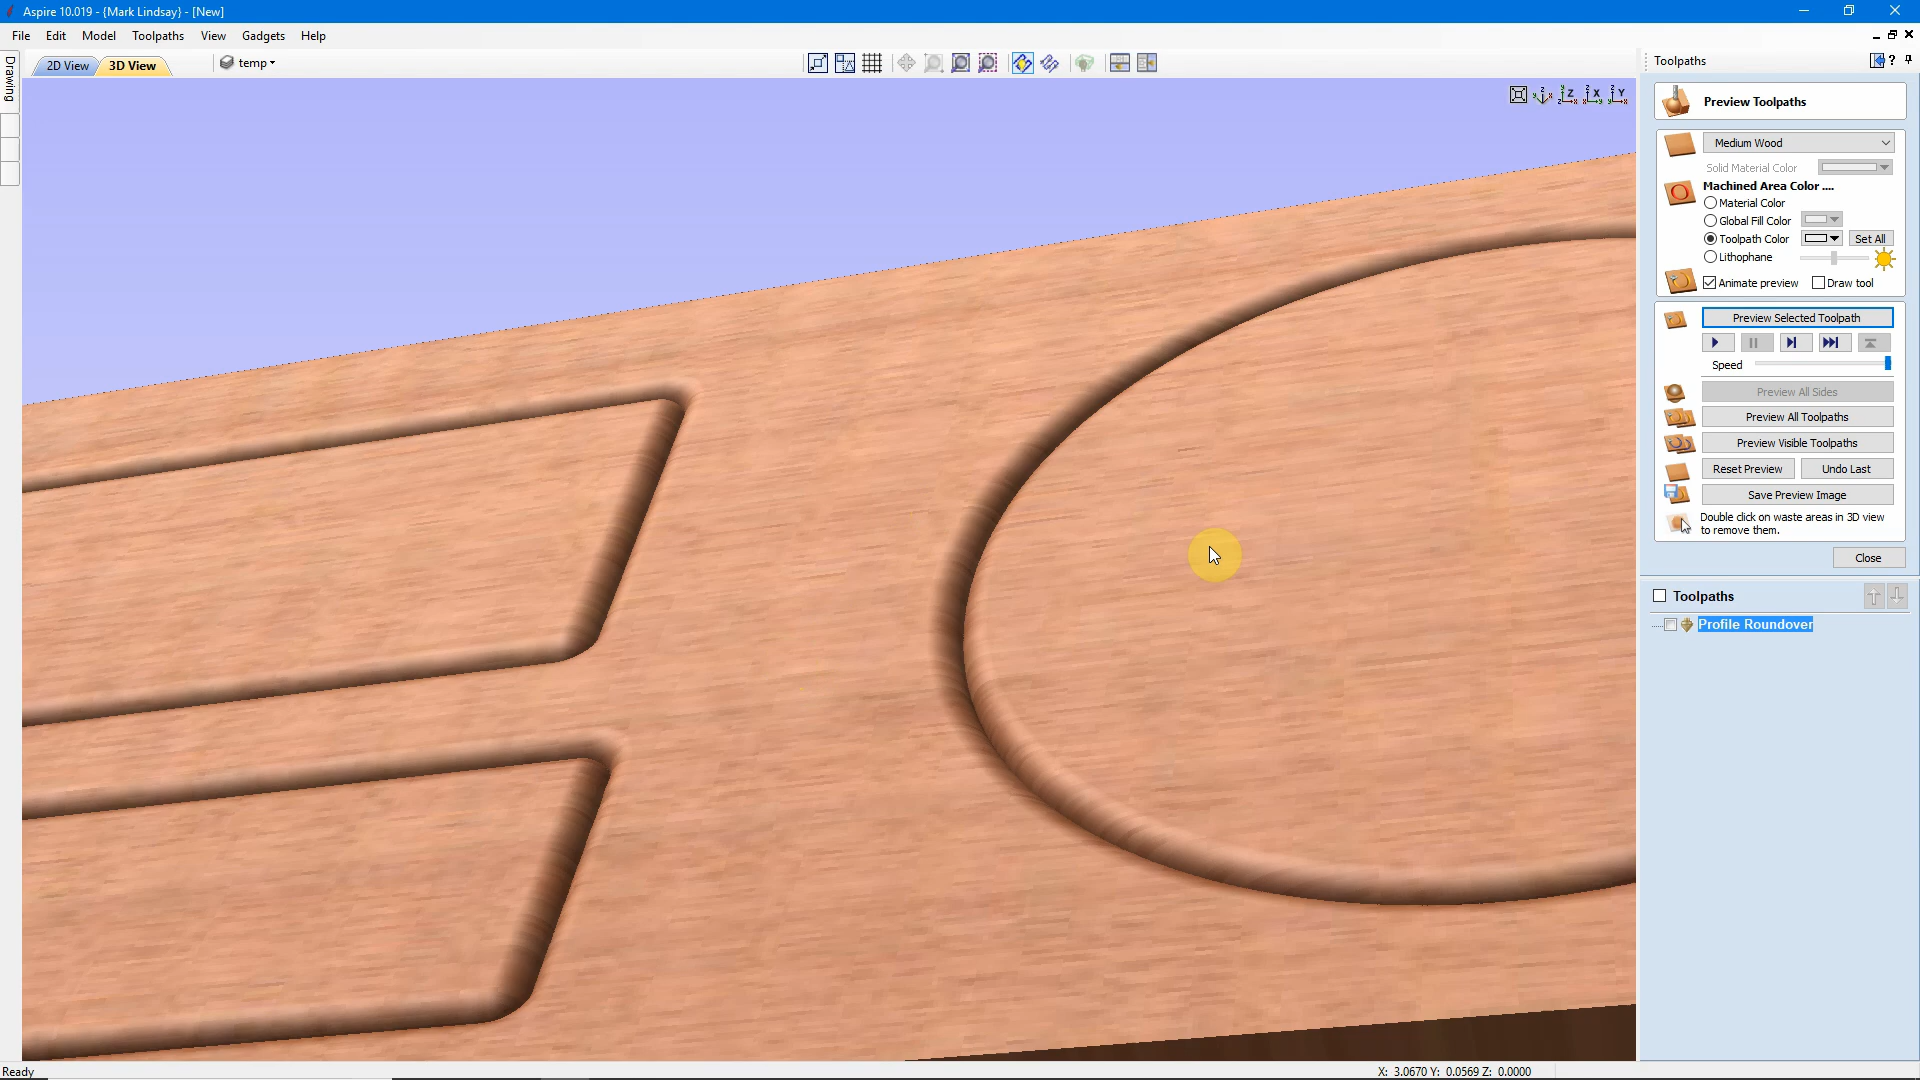 Aspire 10.019 - {Mark Lindsay} - [New]
File Edit Model Toolpaths View Gadgets Help
Drawing
2D View 3D View temp
Toolpaths
?
Z X Y
Preview Toolpaths
Medium Wood
Solid Material Color
Machined Area Color ....
Material Color
Global Fill Color
Toolpath Color Set All
Lithophane
Animate preview Draw tool
Preview Selected Toolpath
Speed
Preview All Sides
Preview All Toolpaths
Preview Visible Toolpaths
Reset Preview Undo Last
Save Preview Image
Double click on waste areas in 3D view
to remove them.
Close
Toolpaths
Profile Roundover
Ready
X: 3.0670 Y: 0.0569 Z: 0.0000